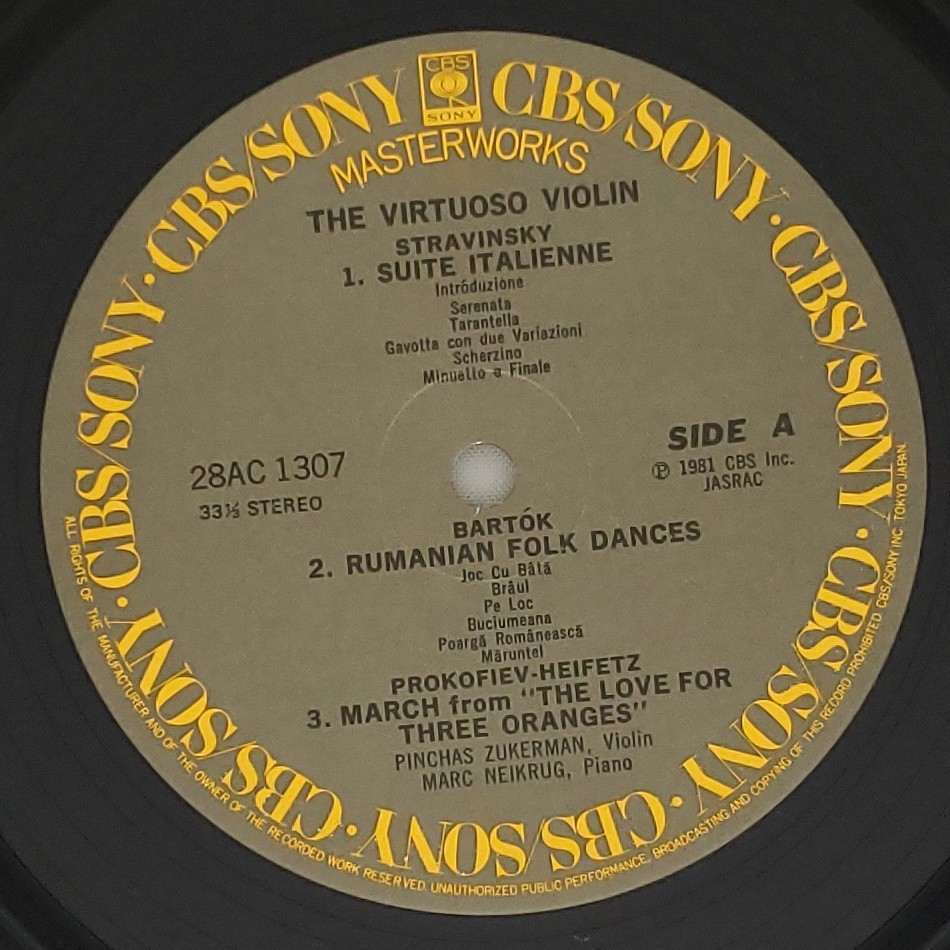 CBS
SONY
CBS/SONY · CBS/SONY · CBS/SONY · CBS/SONY · CBS/SONY · CBS/SONY · CBS/SONY · CBS/SONY
MASTERWORKS
THE VIRTUOSO VIOLIN
STRAVINSKY
1. SUITE ITALIENNE
Introduzione
Serenata
Tarantella
Gavotta con due Variazioni
Scherzino
Minuetto e Finale
28AC 1307
33⅓ STEREO
SIDE A
Ⓟ 1981 CBS Inc.
JASRAC
BARTÓK
2. RUMANIAN FOLK DANCES
Joc Cu Bâtă
Brâul
Pe Loc
Buciumeana
Poargă Românească
Mărunţel
PROKOFIEV-HEIFETZ
3. MARCH from "THE LOVE FOR
THREE ORANGES"
PINCHAS ZUKERMAN, Violin
MARC NEIKRUG, Piano
ALL RIGHTS OF THE MANUFACTURER AND OF THE OWNER OF THE RECORDED WORK RESERVED. UNAUTHORIZED PUBLIC PERFORMANCE, BROADCASTING AND COPYING OF THIS RECORD PROHIBITED CBS/SONY INC. TOKYO JAPAN.